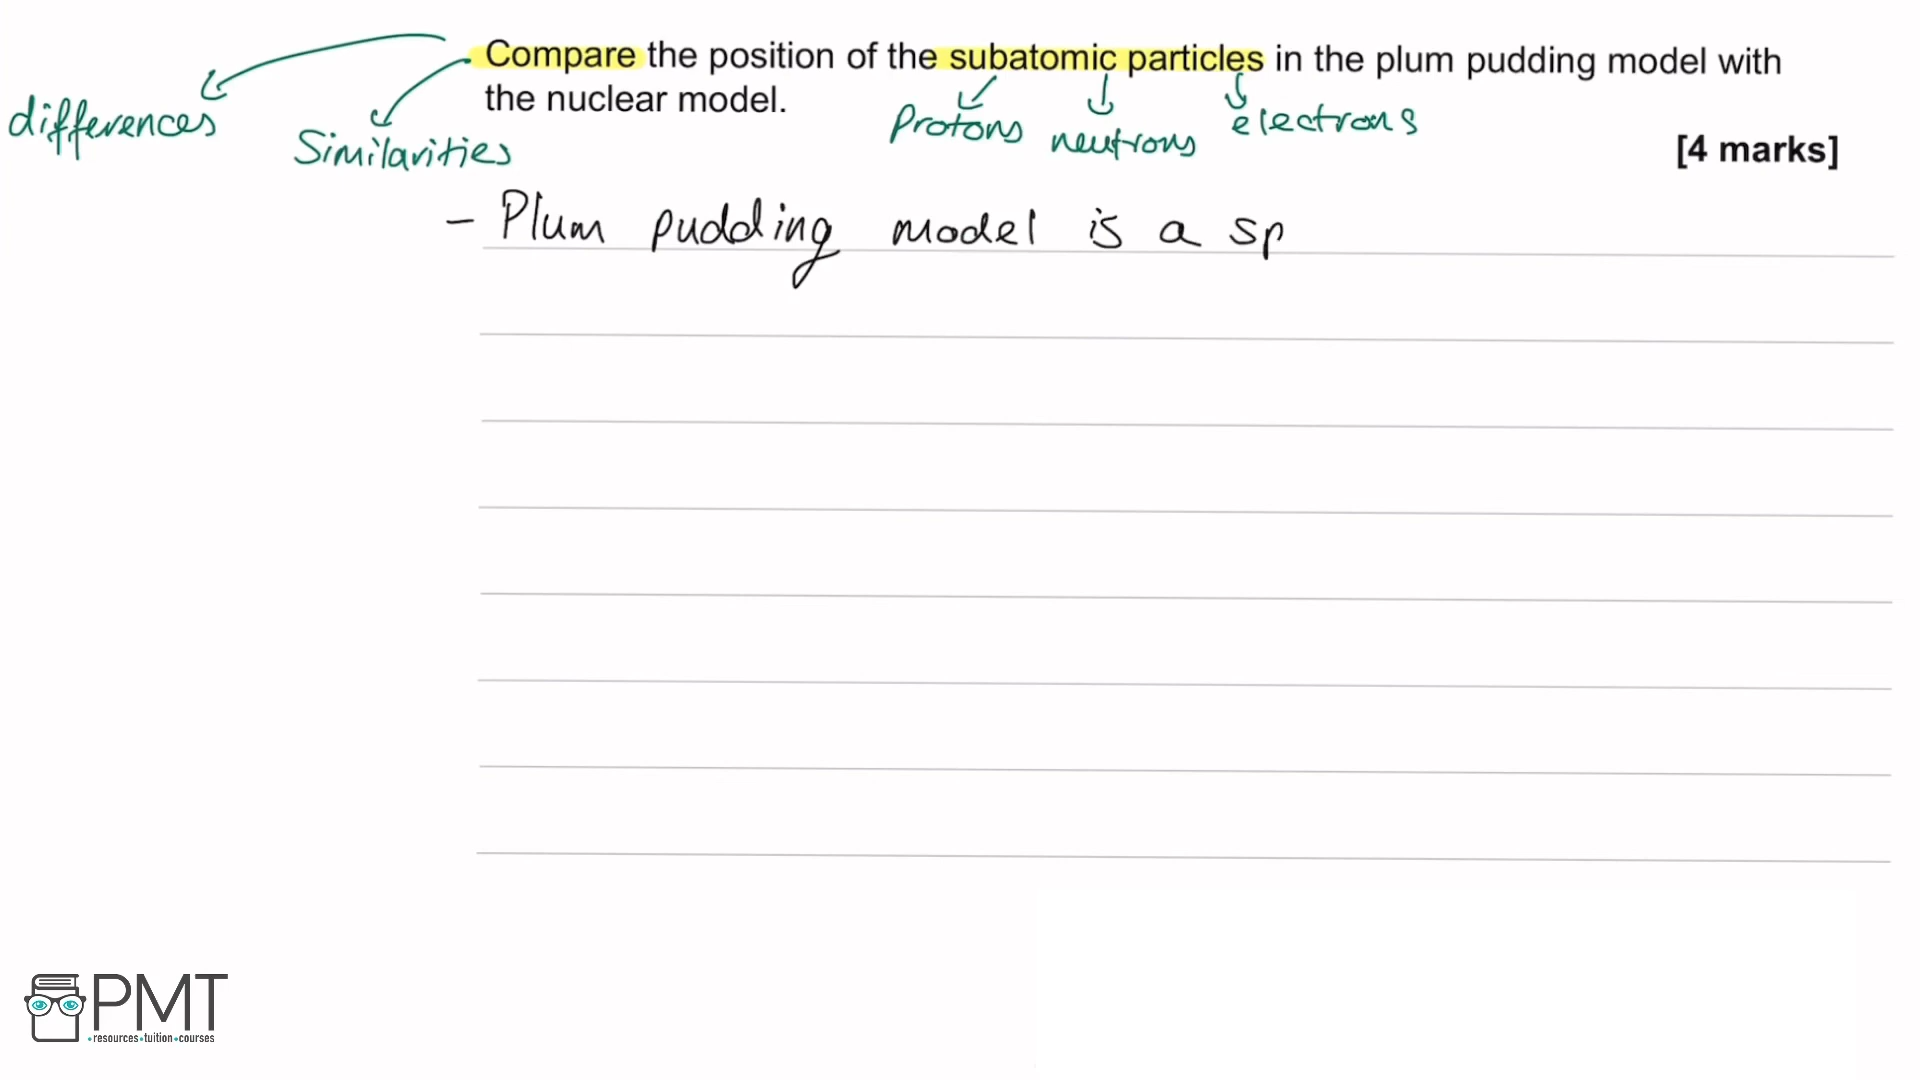 Compare the position of the subatomic particles in the plum pudding model with
the nuclear model.
differences
Similarities
Protons
neutrons
electrons
[4 marks]
- Plum pudding model is a sp
PMT
•resources•tuition•courses